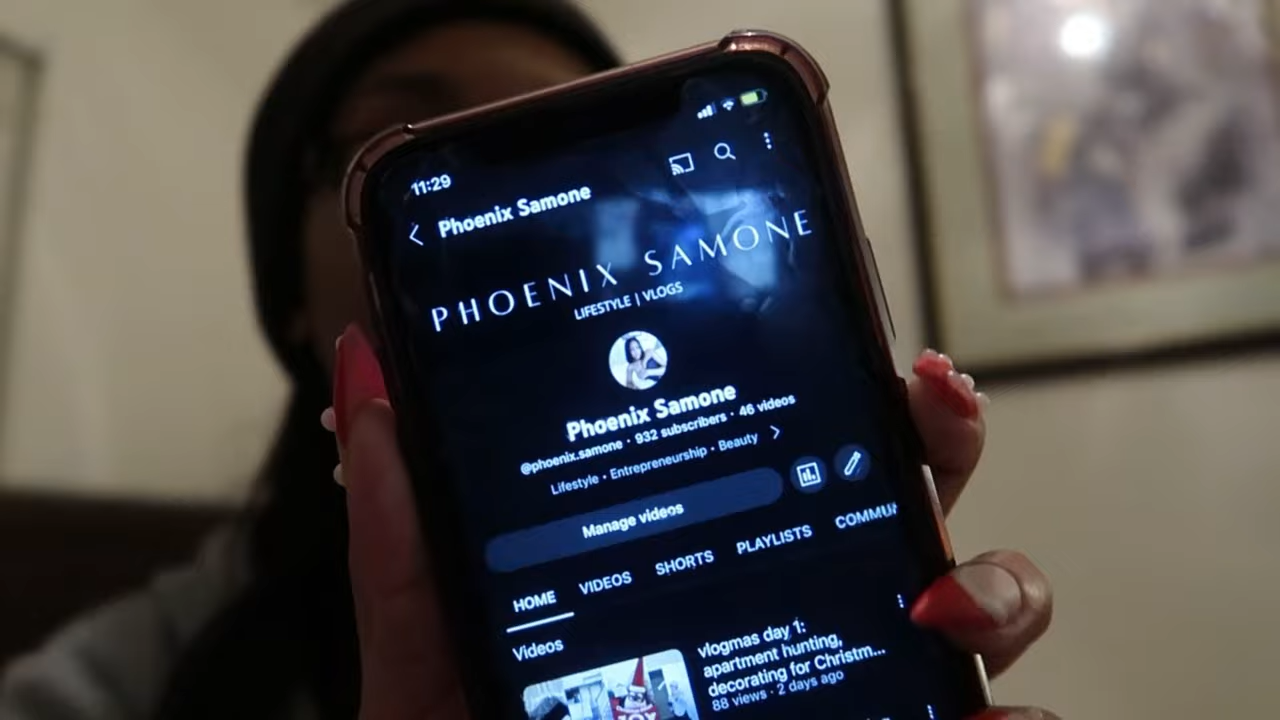 11:29
Phoenix Samone
PHOENIX SAMONE
LIFESTYLE | VLOGS
Phoenix Samone
@phoenix.samone · 932 subscribers · 46 videos
Lifestyle • Entrepreneurship • Beauty
Manage videos
HOME VIDEOS SHORTS PLAYLISTS COMMUN
Videos
vlogmas day 1:
apartment hunting,
decorating for Christm...
88 views · 2 days ago